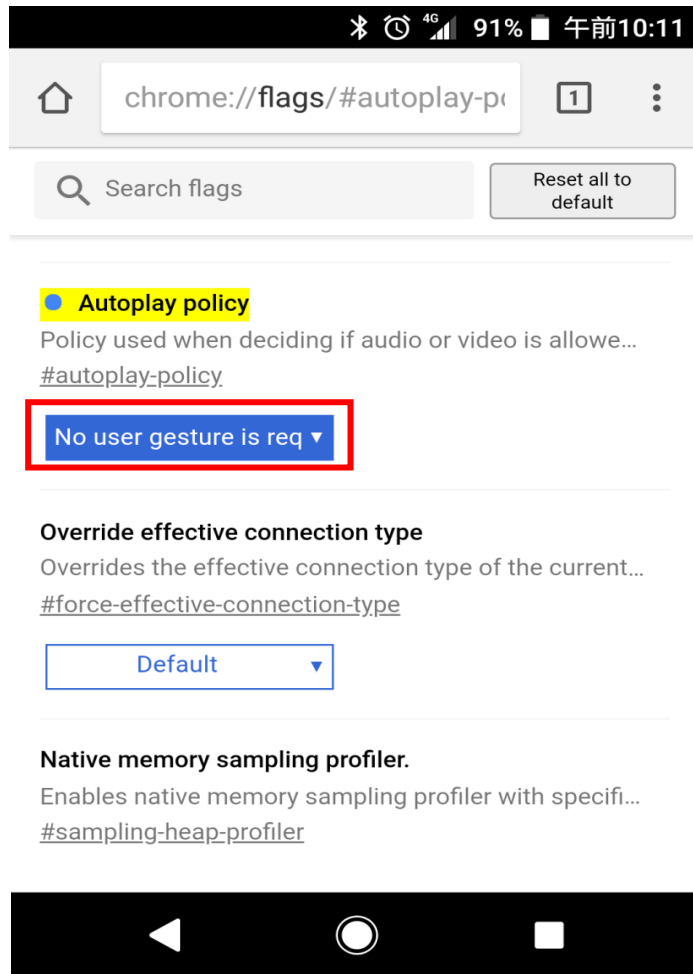 4G 91% 午前10:11
chrome://flags/#autoplay-p
1
Search flags
Reset all to
default
Autoplay policy
Policy used when deciding if audio or video is allowe...
#autoplay-policy
No user gesture is req
Override effective connection type
Overrides the effective connection type of the current...
#force-effective-connection-type
Default
Native memory sampling profiler.
Enables native memory sampling profiler with specifi...
#sampling-heap-profiler